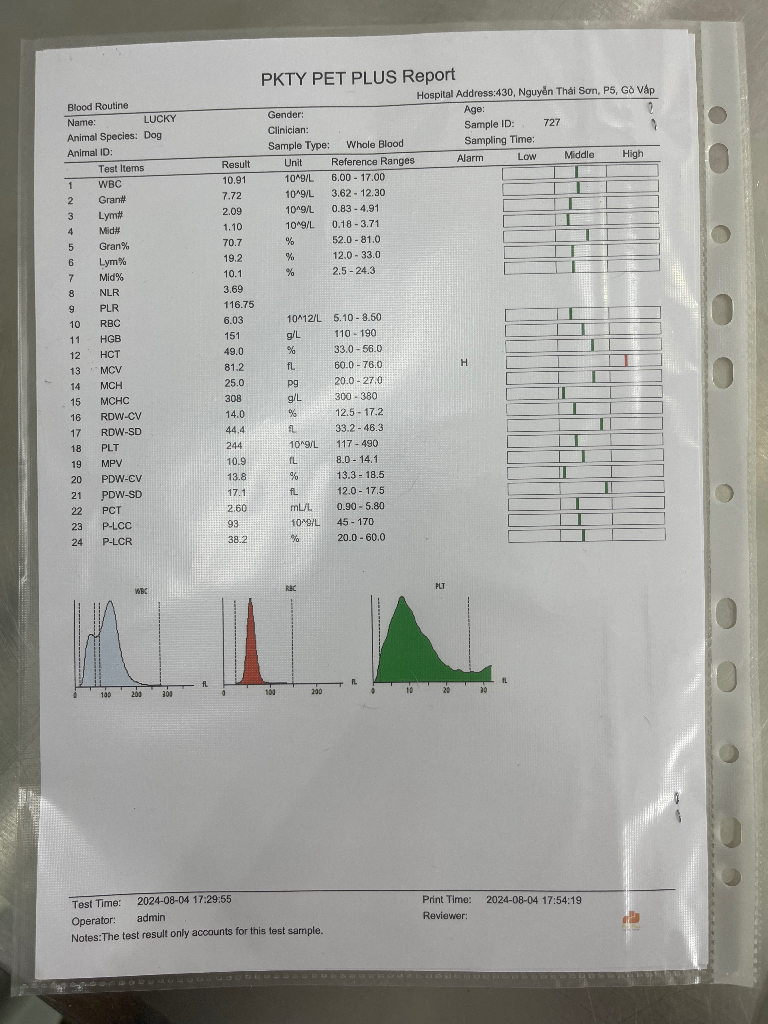 PKTY PET PLUS Report
Hospital Address:430, Nguyễn Thái Sơn, P5, Gò Vấp
Blood Routine
Name: LUCKY Gender: Age:
Animal Species: Dog Clinician: Sample ID: 727
Animal ID: Sample Type: Whole Blood Sampling Time:
Test Items Result Unit Reference Ranges Alarm Low Middle High
1 WBC 10.91 10^9/L 6.00 - 17.00
2 Gran# 7.72 10^9/L 3.62 - 12.30
3 Lym# 2.09 10^9/L 0.83 - 4.91
4 Mid# 1.10 10^9/L 0.18 - 3.71
5 Gran% 70.7 % 52.0 - 81.0
6 Lym% 19.2 % 12.0 - 33.0
7 Mid% 10.1 % 2.5 - 24.3
8 NLR 3.69
9 PLR 116.75
10 RBC 6.03 10^12/L 5.10 - 8.50
11 HGB 151 g/L 110 - 190
12 HCT 49.0 % 33.0 - 56.0
13 MCV 81.2 fL 60.0 - 76.0 H
14 MCH 25.0 pg 20.0 - 27.0
15 MCHC 308 g/L 300 - 380
16 RDW-CV 14.0 % 12.5 - 17.2
17 RDW-SD 44.4 fL 33.2 - 46.3
18 PLT 244 10^9/L 117 - 490
19 MPV 10.9 fL 8.0 - 14.1
20 PDW-CV 13.8 % 13.3 - 18.5
21 PDW-SD 17.1 fL 12.0 - 17.5
22 PCT 2.60 mL/L 0.90 - 5.80
23 P-LCC 93 10^9/L 45 - 170
24 P-LCR 38.2 % 20.0 - 60.0
WBC RBC PLT
0 100 200 300 fL 0 100 200 fL 0 10 20 30 fL
Test Time: 2024-08-04 17:29:55 Print Time: 2024-08-04 17:54:19
Operator: admin Reviewer:
Notes:The test result only accounts for this test sample.